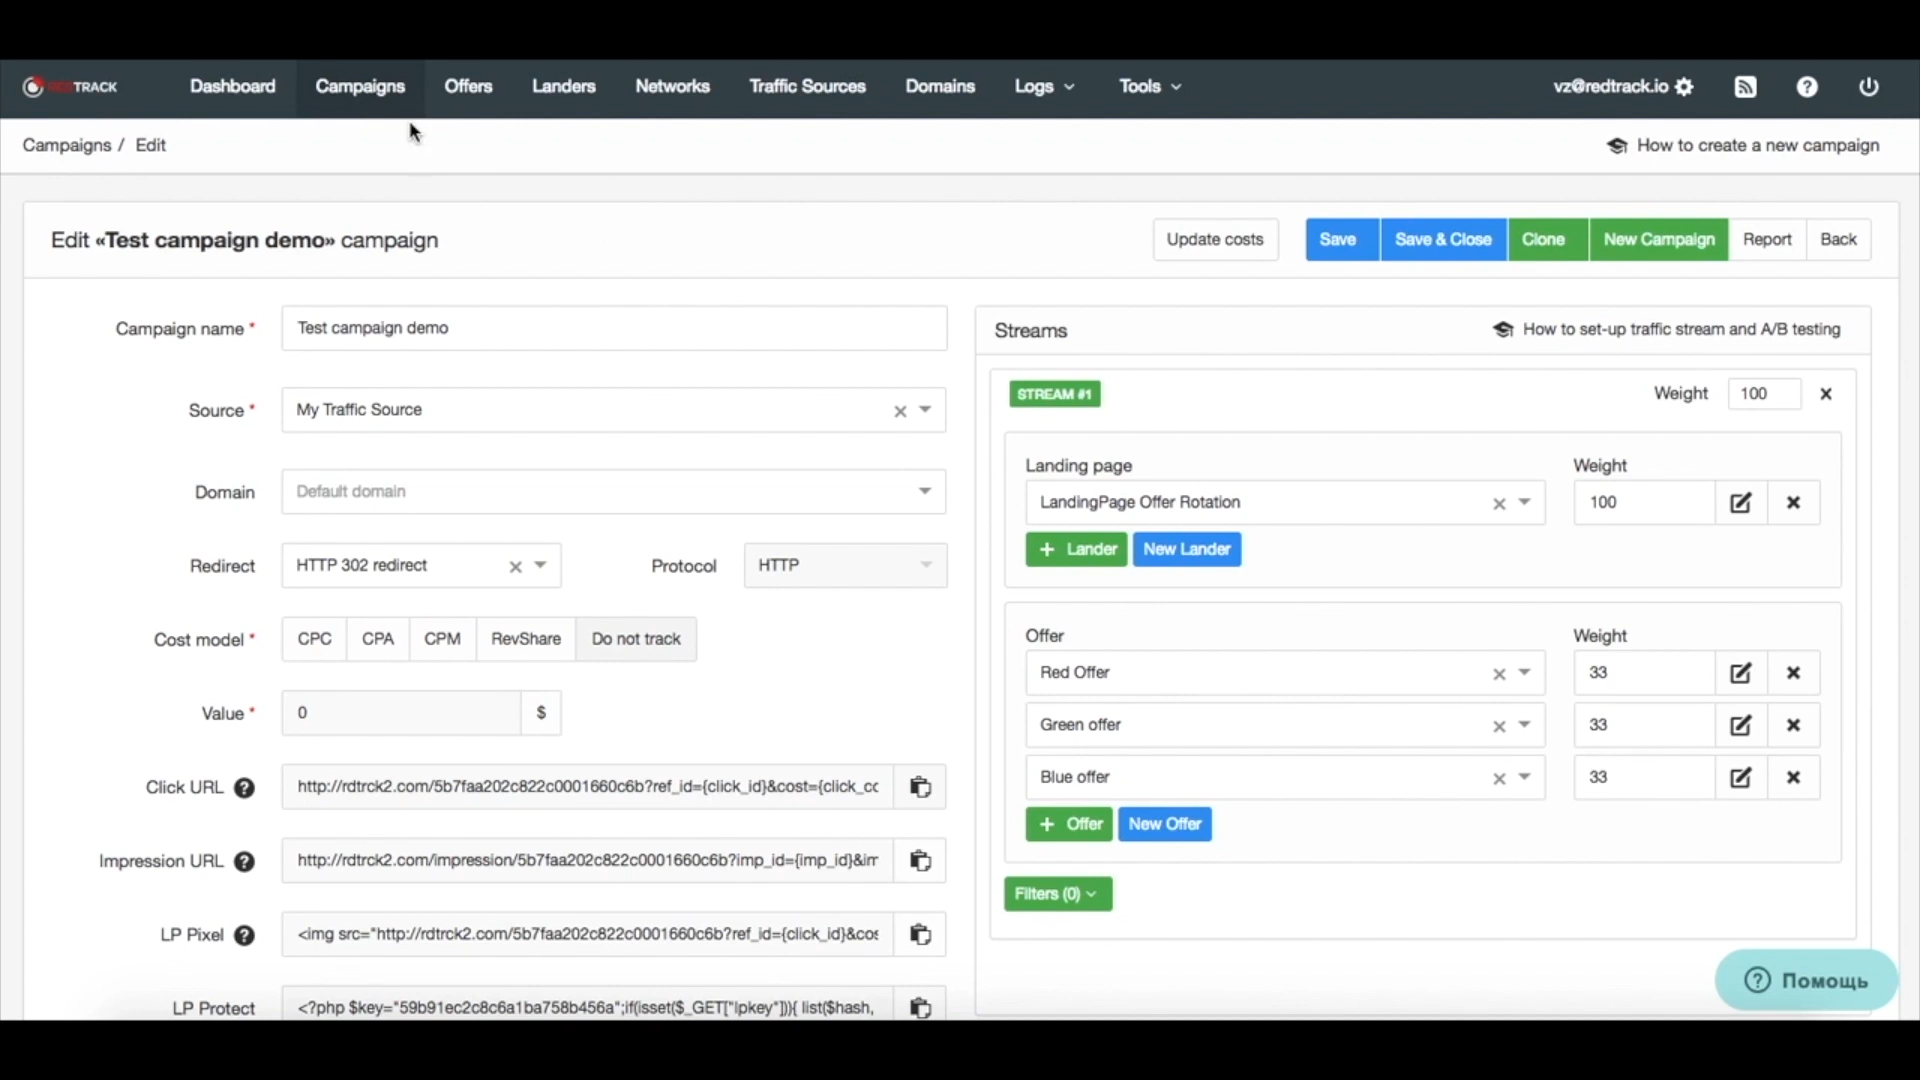 REDTRACK Dashboard Campaigns Offers Landers Networks Traffic Sources Domains Logs Tools vz@redtrack.io
Campaigns / Edit How to create a new campaign
Edit «Test campaign demo» campaign Update costs Save Save & Close Clone New Campaign Report Back
Campaign name * Test campaign demo
Source * My Traffic Source
Domain Default domain
Redirect HTTP 302 redirect Protocol HTTP
Cost model * CPC CPA CPM RevShare Do not track
Value * 0 $
Click URL http://rdtrck2.com/5b7faa202c822c0001660c6b?ref_id={click_id}&cost={click_cc
Impression URL http://rdtrck2.com/impression/5b7faa202c822c0001660c6b?imp_id={imp_id}&im
LP Pixel <img src="http://rdtrck2.com/5b7faa202c822c0001660c6b?ref_id={click_id}&cos
LP Protect <?php $key="59b91ec2c8c6a1ba758b456a";if(isset($_GET["lpkey"])){ list($hash,
Streams How to set-up traffic stream and A/B testing
STREAM #1 Weight 100
Landing page Weight
LandingPage Offer Rotation 100
+ Lander New Lander
Offer Weight
Red Offer 33
Green offer 33
Blue offer 33
+ Offer New Offer
Filters (0)
Помощь